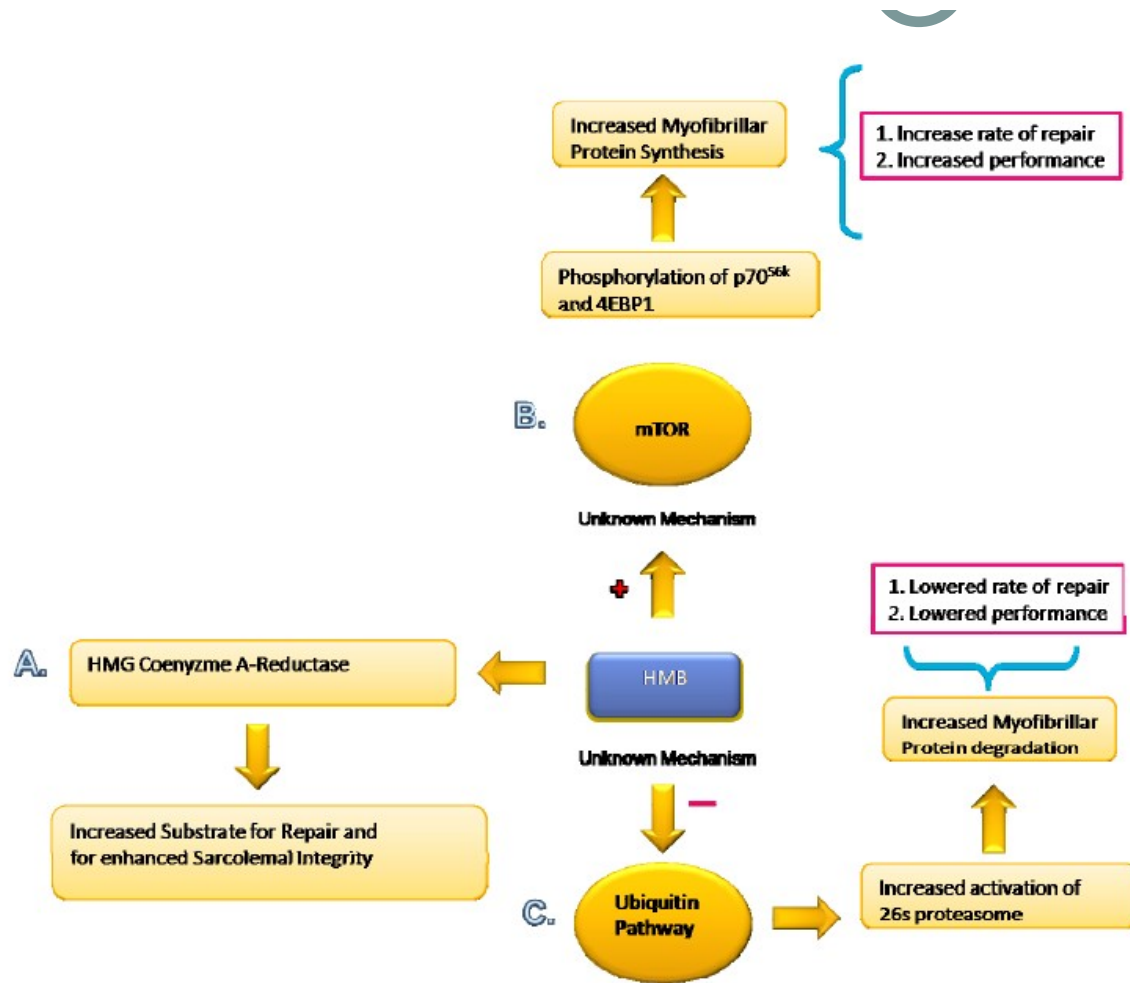 Increased Myofibrillar
Protein Synthesis
1. Increase rate of repair
2. Increased performance
Phosphorylation of p70S6k
and 4EBP1
B.
mTOR
Unknown Mechanism
+
1. Lowered rate of repair
2. Lowered performance
A.
HMG Coenyzme A-Reductase
HMB
Increased Myofibrillar
Protein degradation
Unknown Mechanism
—
Increased Substrate for Repair and
for enhanced Sarcolemal Integrity
C.
Ubiquitin
Pathway
Increased activation of
26s proteasome